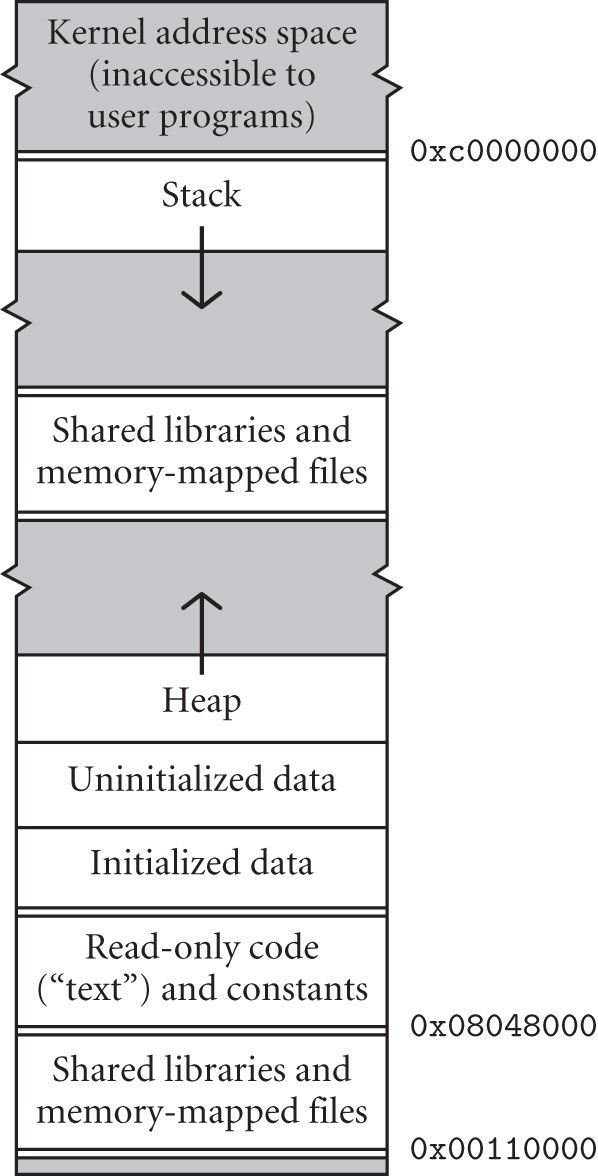 Kernel address space
(inaccessible to
user programs)
0xc0000000
Stack
Shared libraries and
memory-mapped files
Heap
Uninitialized data
Initialized data
Read-only code
(“text”) and constants
0x08048000
Shared libraries and
memory-mapped files
0x00110000